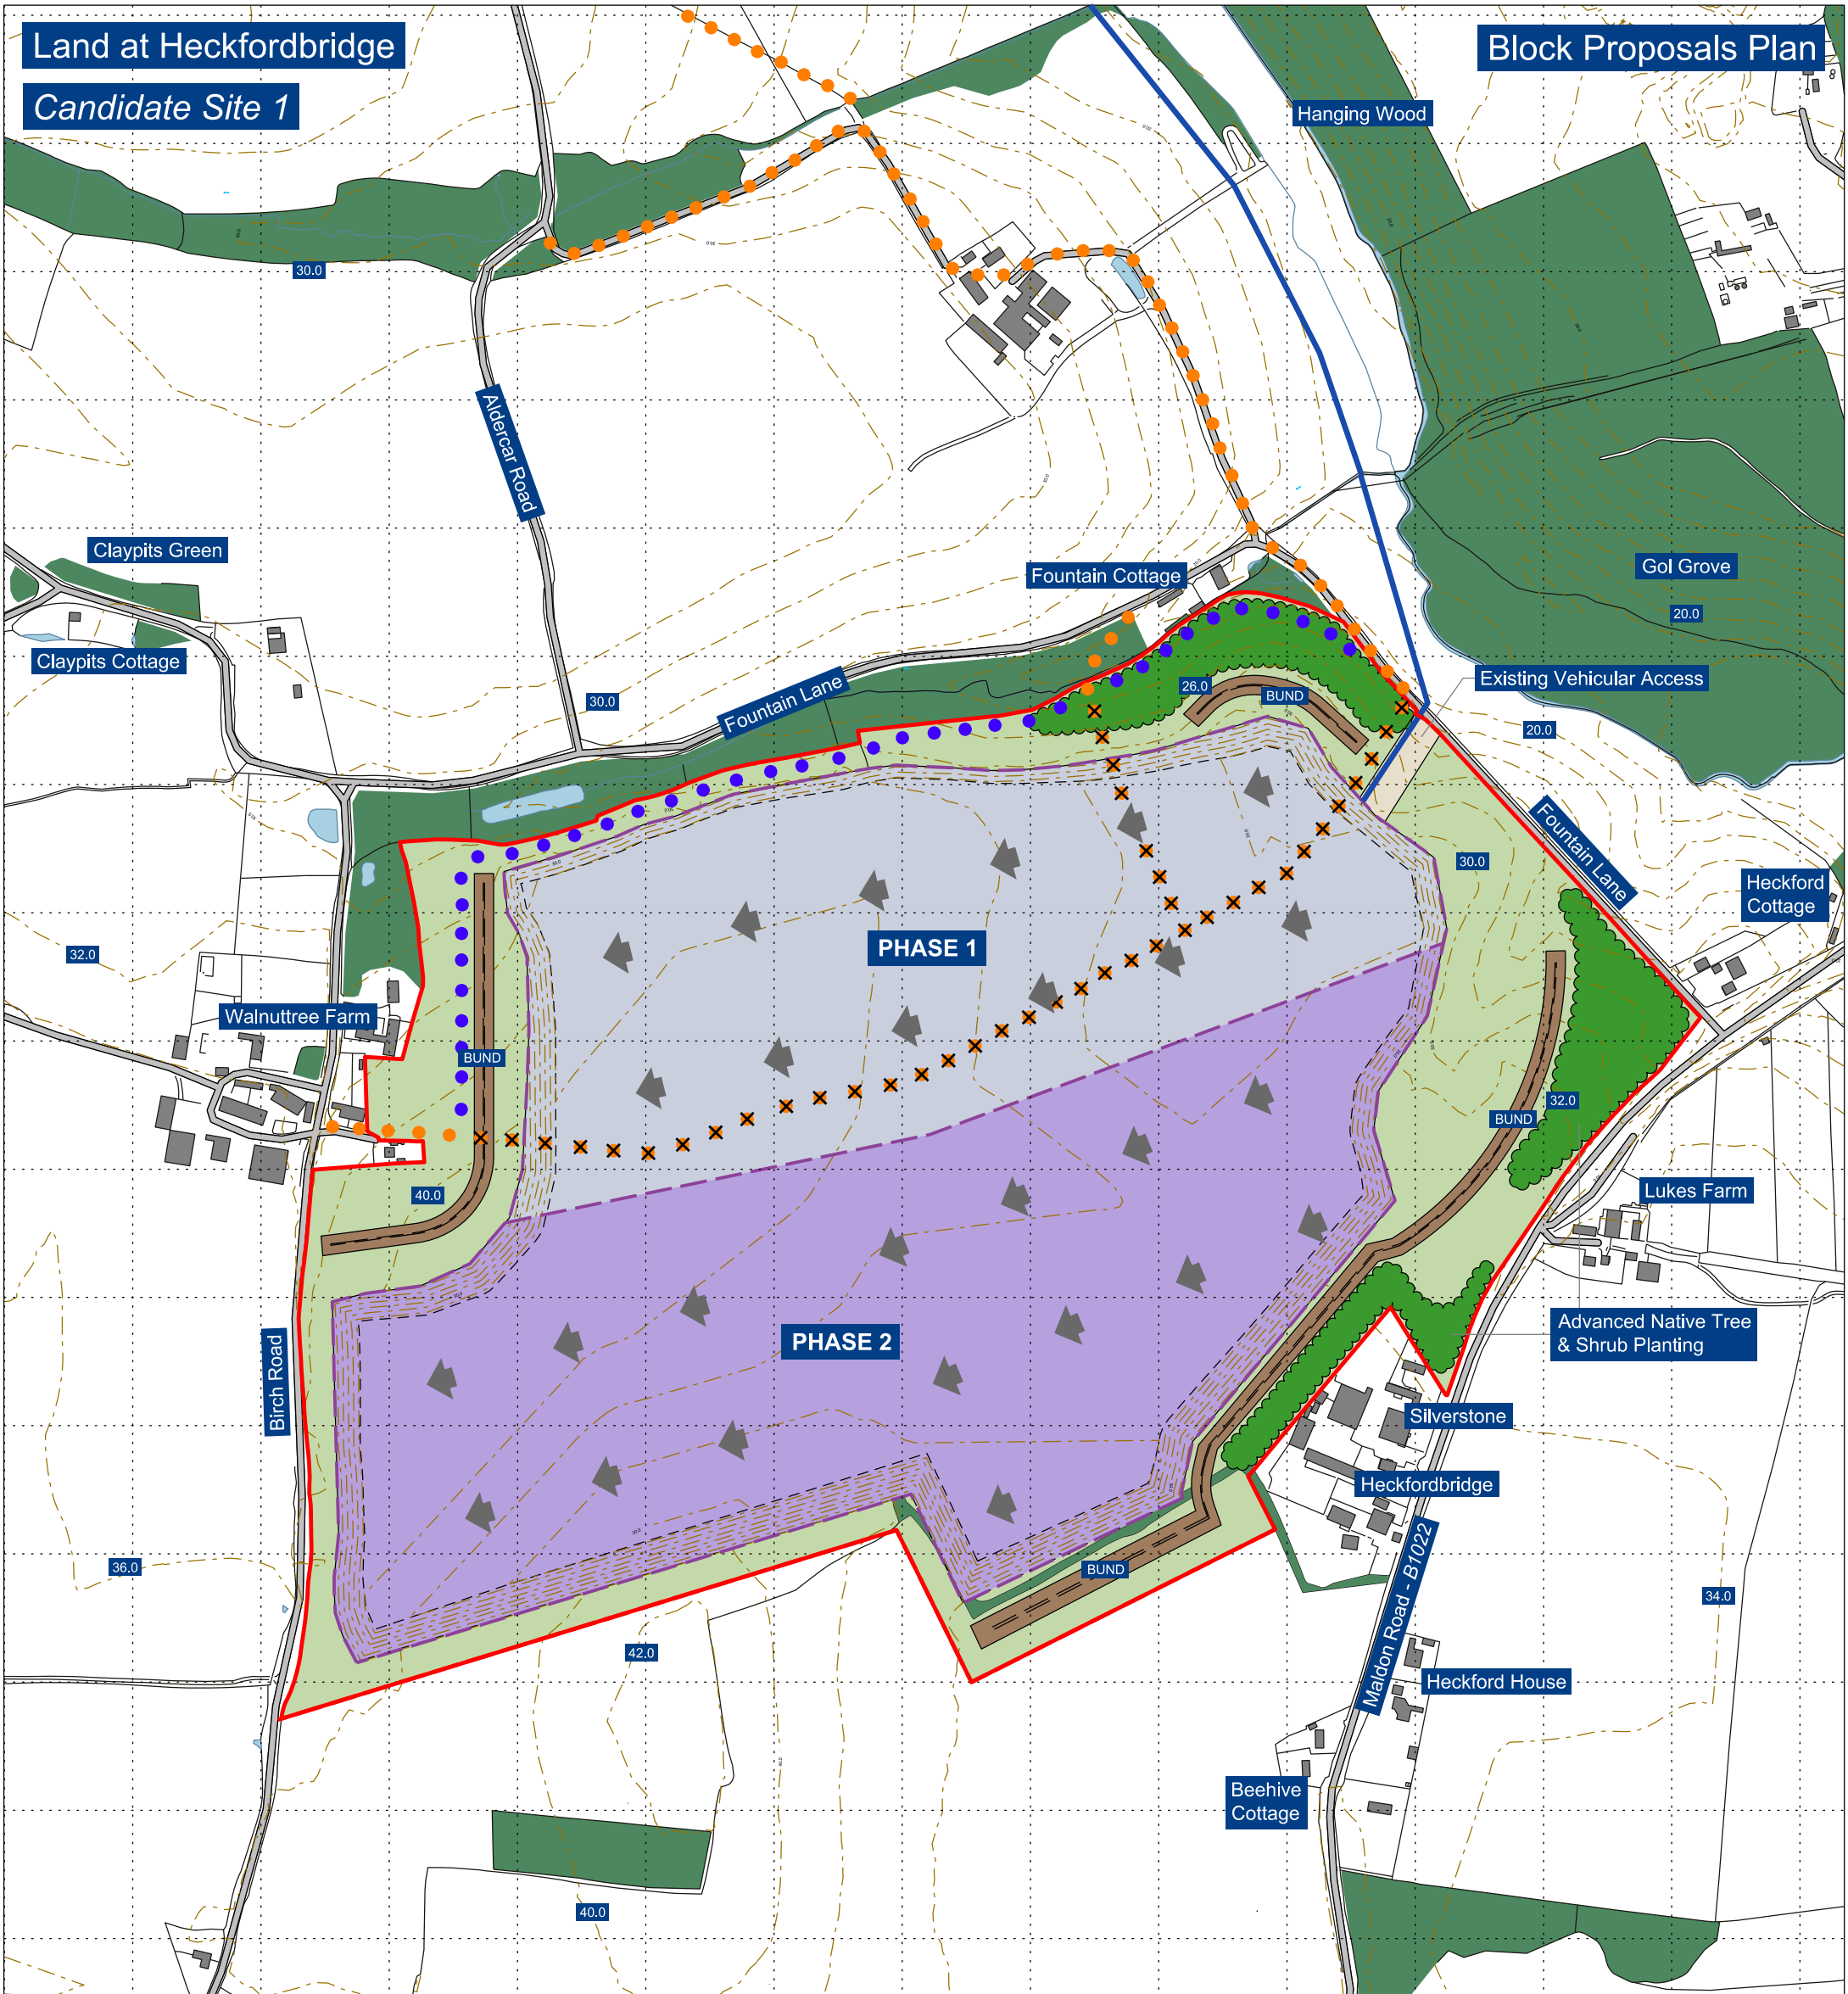 Land at Heckfordbridge
Block Proposals Plan
Candidate Site 1
Hanging Wood
30.0
Aldercar Road
Claypits Green
Fountain Cottage
Gol Grove
20.0
Claypits Cottage
Existing Vehicular Access
26.0
BUND
30.0
Fountain Lane
20.0
Fountain Lane
30.0
Heckford
Cottage
PHASE 1
32.0
Walnuttree Farm
BUND
32.0
BUND
40.0
Lukes Farm
Advanced Native Tree
& Shrub Planting
PHASE 2
Birch Road
Silverstone
Heckfordbridge
36.0
BUND
Maldon Road - B1022
34.0
42.0
Heckford House
Beehive
Cottage
40.0